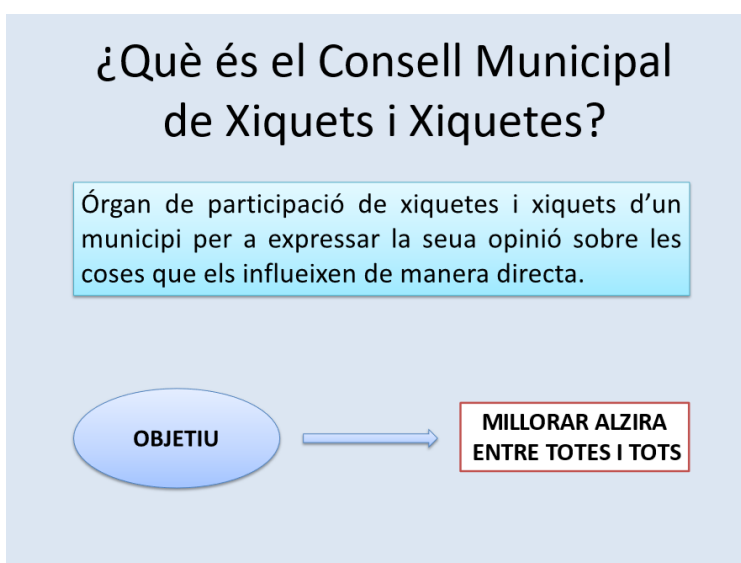 ¿Què és el Consell Municipal
de Xiquets i Xiquetes?
Órgan de participació de xiquetes i xiquets d’un
municipi per a expressar la seua opinió sobre les
coses que els influeixen de manera directa.
OBJETIU
MILLORAR ALZIRA
ENTRE TOTES I TOTS